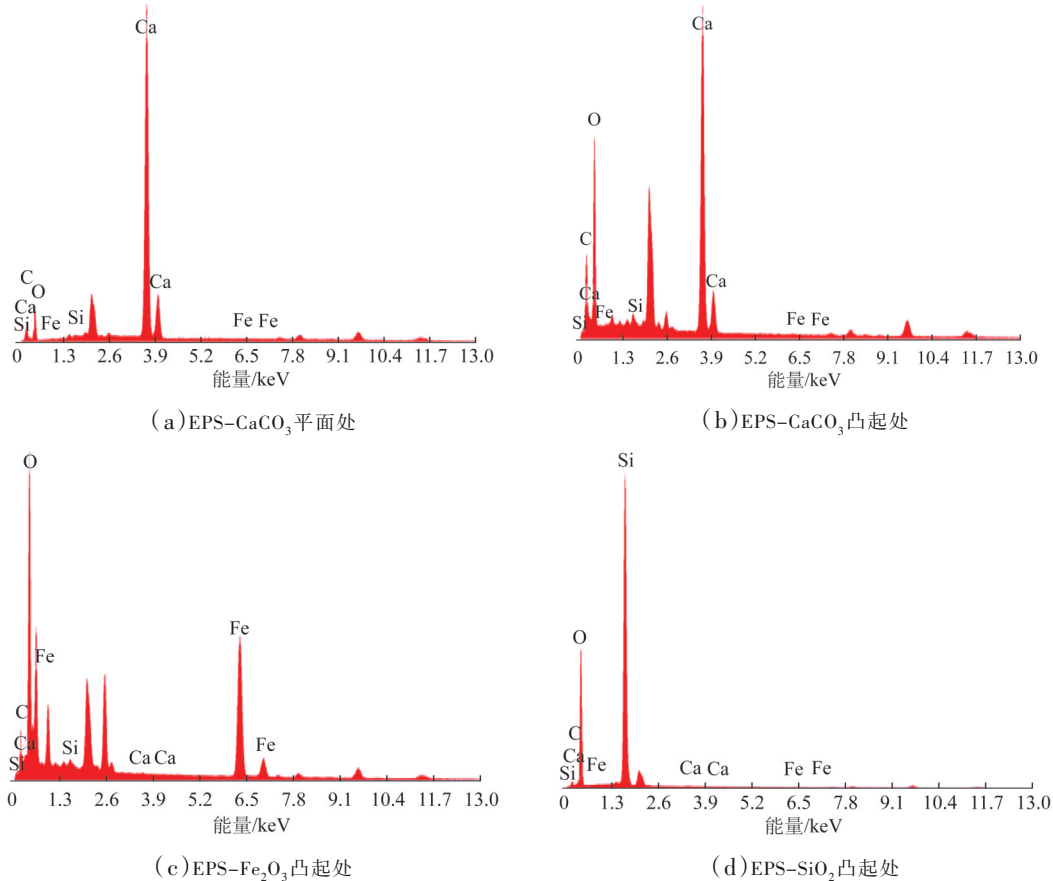 Ca
C
O
Ca
Si
Fe
Si
Ca
Fe Fe
0 1.3 2.6 3.9 5.2 6.5 7.8 9.1 10.4 11.7 13.0
能量/keV
(a)EPS-CaCO₃平面处
Ca
O
C
Ca
Si
Fe
Si
Ca
Fe Fe
0 1.3 2.6 3.9 5.2 6.5 7.8 9.1 10.4 11.7 13.0
能量/keV
(b)EPS-CaCO₃凸起处
O
Fe
C
Ca
Si
Si
Ca Ca
Fe
Fe
0 1.3 2.6 3.9 5.2 6.5 7.8 9.1 10.4 11.7 13.0
能量/keV
(c)EPS-Fe₂O₃凸起处
Si
O
C
Ca
Si
Fe
Ca Ca
Fe Fe
0 1.3 2.6 3.9 5.2 6.5 7.8 9.1 10.4 11.7 13.0
能量/keV
(d)EPS-SiO₂凸起处